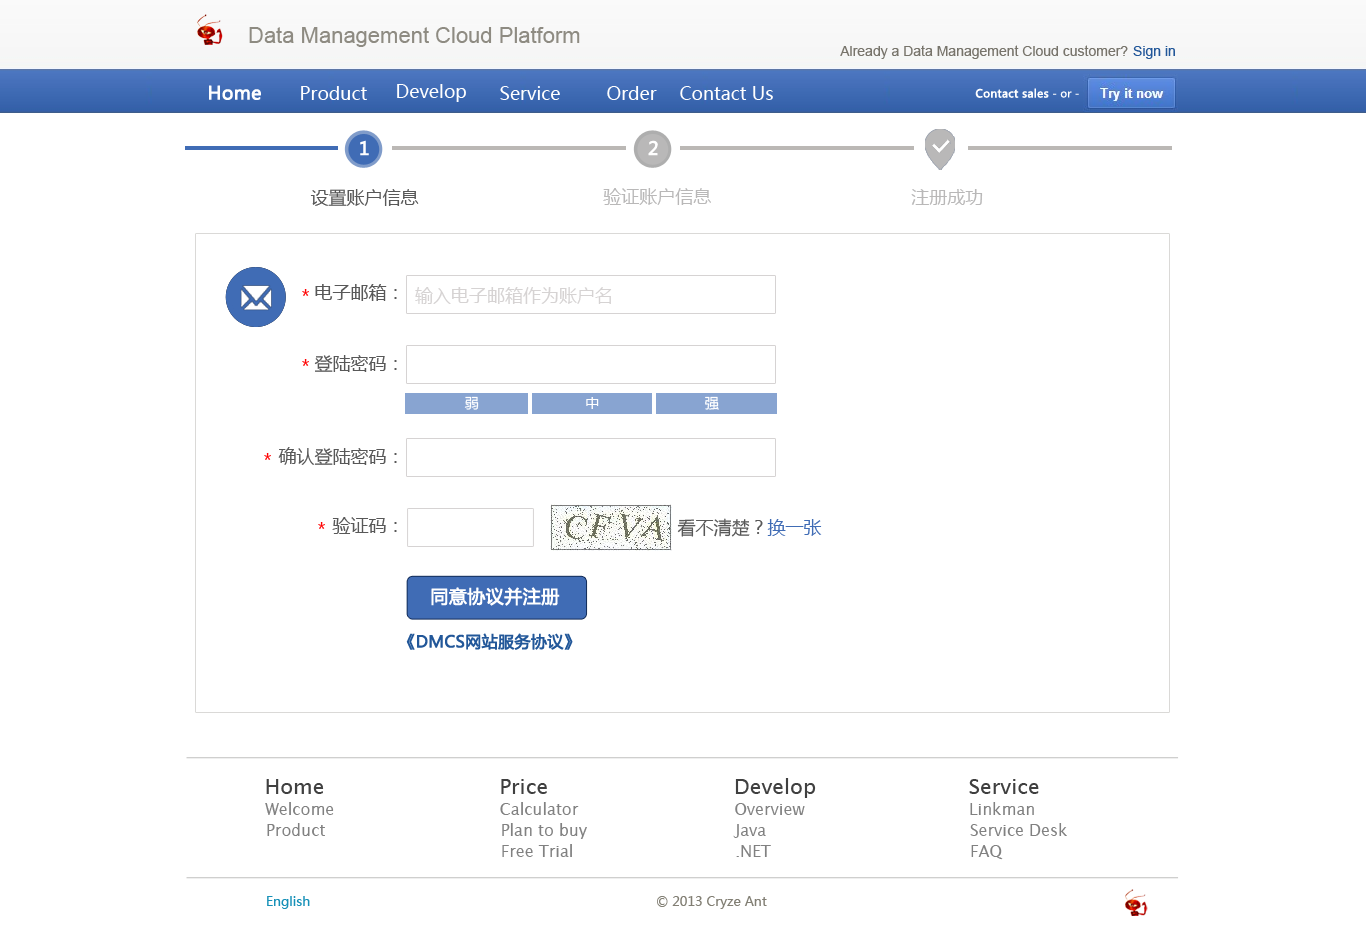 Data Management Cloud Platform
Already a Data Management Cloud customer? Sign in
Home Product Develop Service Order Contact Us Contact sales - or - Try it now
1 2
设置账户信息 验证账户信息 注册成功
* 电子邮箱： 输入电子邮箱作为账户名
* 登陆密码：
弱 中 强
* 确认登陆密码：
* 验证码： CFVA 看不清楚？换一张
同意协议并注册
《DMCS网站服务协议》
Home Price Develop Service
Welcome Calculator Overview Linkman
Product Plan to buy Java Service Desk
Free Trial .NET FAQ
English © 2013 Cryze Ant